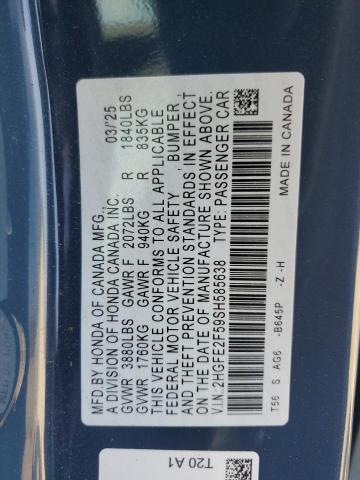 MFD.BY HONDA OF CANADA MFG. 03/'25
A DIVISION OF HONDA CANADA INC.
GVWR 3880LBS GAWR F 2072LBS R 1840LBS
GVWR 1760KG GAWR F 940KG R 835KG
THIS VEHICLE CONFORMS TO ALL APPLICABLE
FEDERAL MOTOR VEHICLE SAFETY, BUMPER,
AND THEFT PREVENTION STANDARDS IN EFFECT
ON THE DATE OF MANUFACTURE SHOWN ABOVE.
V.I.N.:2HGFE2F59SH585638 TYPE: PASSENGER CAR
T56 S AG6 -B645P -Z -H MADE IN CANADA
T20 A1